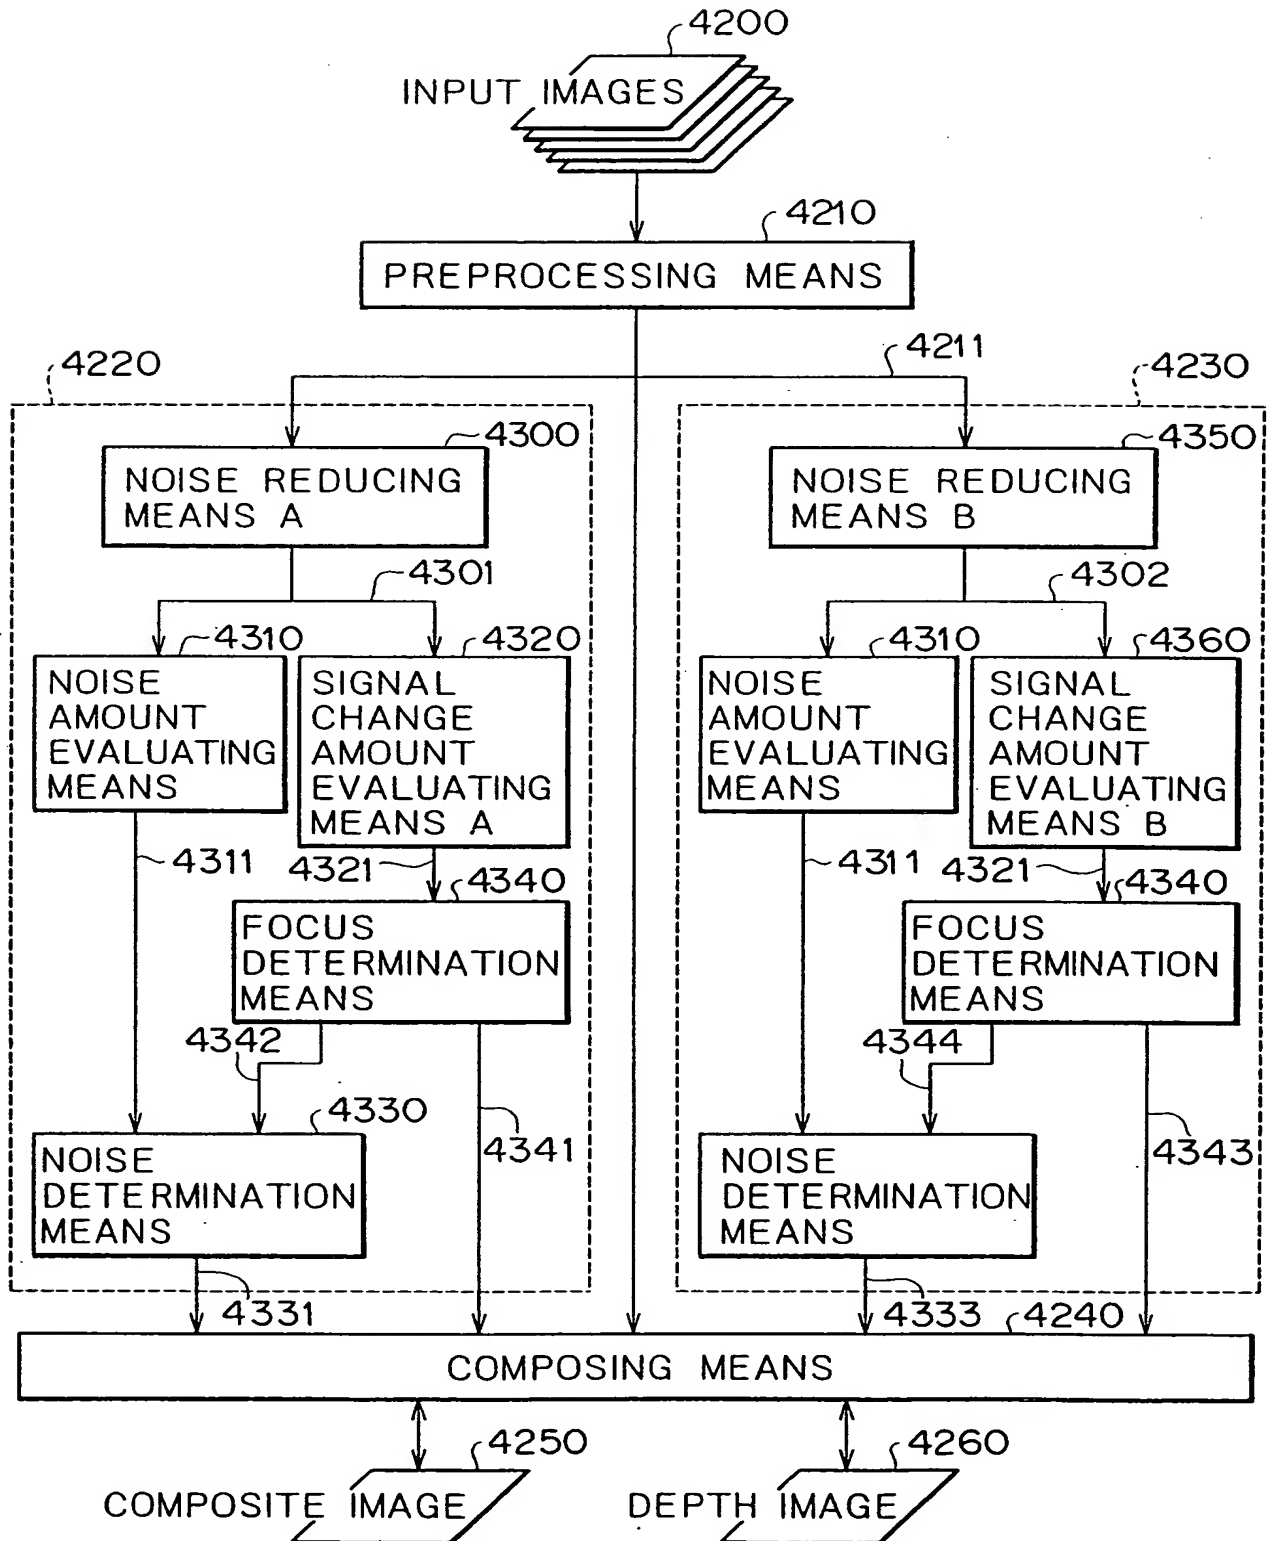 4200
INPUT IMAGES
4210
PREPROCESSING MEANS
4211
4220
4230
4300
NOISE REDUCING
MEANS A
4350
NOISE REDUCING
MEANS B
4301
4302
4310
NOISE
AMOUNT
EVALUATING
MEANS
4320
SIGNAL
CHANGE
AMOUNT
EVALUATING
MEANS A
4310
NOISE
AMOUNT
EVALUATING
MEANS
4360
SIGNAL
CHANGE
AMOUNT
EVALUATING
MEANS B
4311
4321
4340
FOCUS
DETERMINATION
MEANS
4311
4321
4340
FOCUS
DETERMINATION
MEANS
4342
4330
NOISE
DETERMINATION
MEANS
4341
4344
NOISE
DETERMINATION
MEANS
4343
4331
4333
4240
COMPOSING MEANS
4250
COMPOSITE IMAGE
4260
DEPTH IMAGE